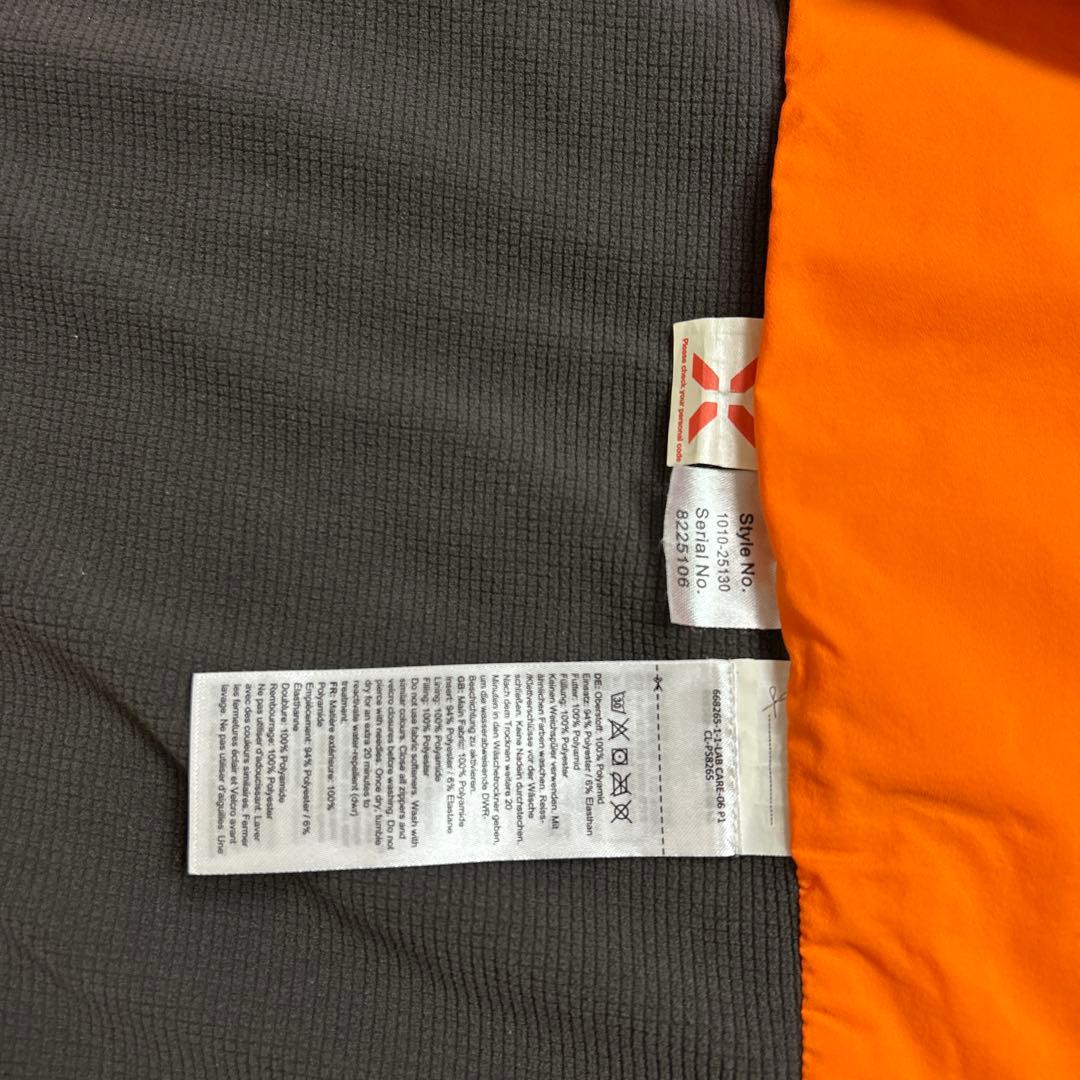 Please check your personal code
Style No.
1010-25130
Serial No.
8225106
668265-1-1-LAB CARE-06 P1
CL-PS8265
30
DE: Oberstoff: 100% Polyamid
Einsatz: 94% Polyester / 6% Elasthan
Futter: 100% Polyamid
Füllung: 100% Polyester
Keinen Weichspüler verwenden. Mit
ähnlichen Farben waschen. Reiss-
/Klettverschlüsse vor der Wäsche
schließen. Keine Nadeln durchstechen.
Nach dem Trocknen weitere 20
Minuten in den Wäschetrockner geben,
um die wasserabweisende DWR-
Beschichtung zu aktivieren.
GB: Main Fabric: 100% Polyamide
Insert: 94% Polyester / 6% Elastane
Lining: 100% Polyamide
Filling: 100% Polyester
Do not use fabric softeners. Wash with
similar colours. Close all zippers and
velcro closures before washing. Do not
pierce with needles. Once dry, tumble
dry for an extra 20 minutes to
reactivate water-repellent (dwr)
treatment.
FR: Matière extérieure: 100%
Polyamide
Emplècement: 94% Polyester / 6%
Elasthane
Doublure: 100% Polyamide
Rembourrage: 100% Polyester
Ne pas utiliser d'adoucissant. Laver
avec des couleurs similaires. Fermer
les fermetures éclair et Velcro avant
lavage. Ne pas utiliser d'aiguilles. Une